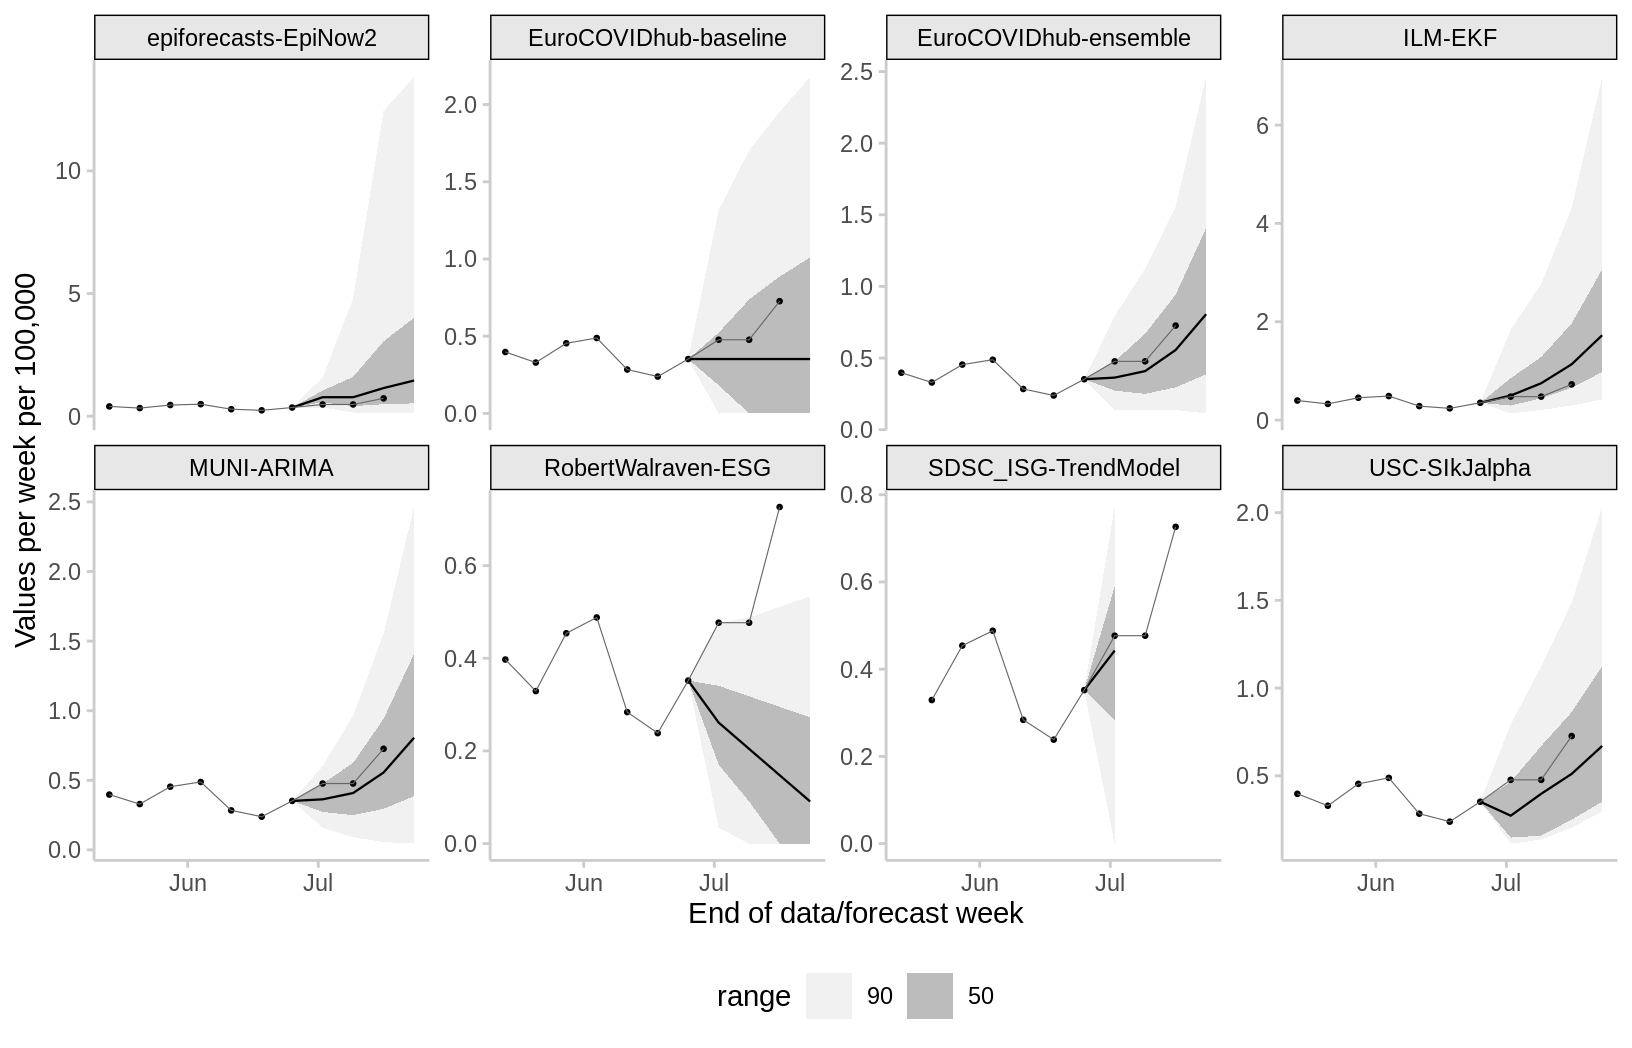 epiforecasts-EpiNow2
EuroCOVIDhub-baseline
EuroCOVIDhub-ensemble
ILM-EKF
10
5
0
2.0
1.5
1.0
0.5
0.0
2.5
2.0
1.5
1.0
0.5
0.0
6
4
2
0
Values per week per 100,000
MUNI-ARIMA
RobertWalraven-ESG
SDSC_ISG-TrendModel
USC-SIkJalpha
2.5
2.0
1.5
1.0
0.5
0.0
0.6
0.4
0.2
0.0
0.8
0.6
0.4
0.2
0.0
2.0
1.5
1.0
0.5
Jun Jul
Jun Jul
Jun Jul
Jun Jul
End of data/forecast week
range 90 50